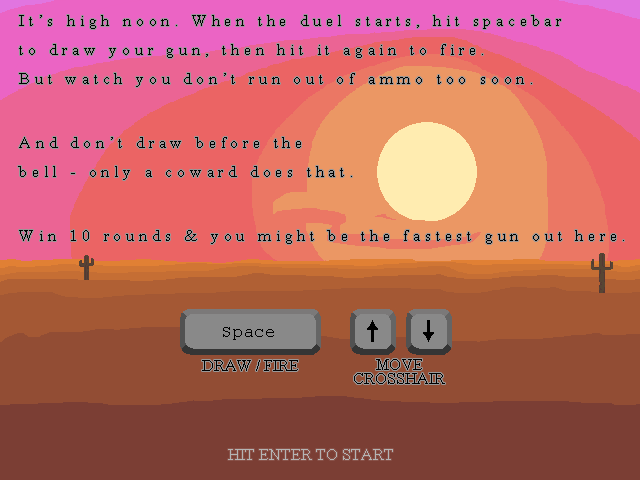 It's high noon. When the duel starts, hit spacebar
to draw your gun, then hit it again to fire.
But watch you don't run out of ammo too soon.
And don't draw before the
bell - only a coward does that.
Win 10 rounds & you might be the fastest gun out here.
Space
DRAW / FIRE
MOVE
CROSSHAIR
HIT ENTER TO START